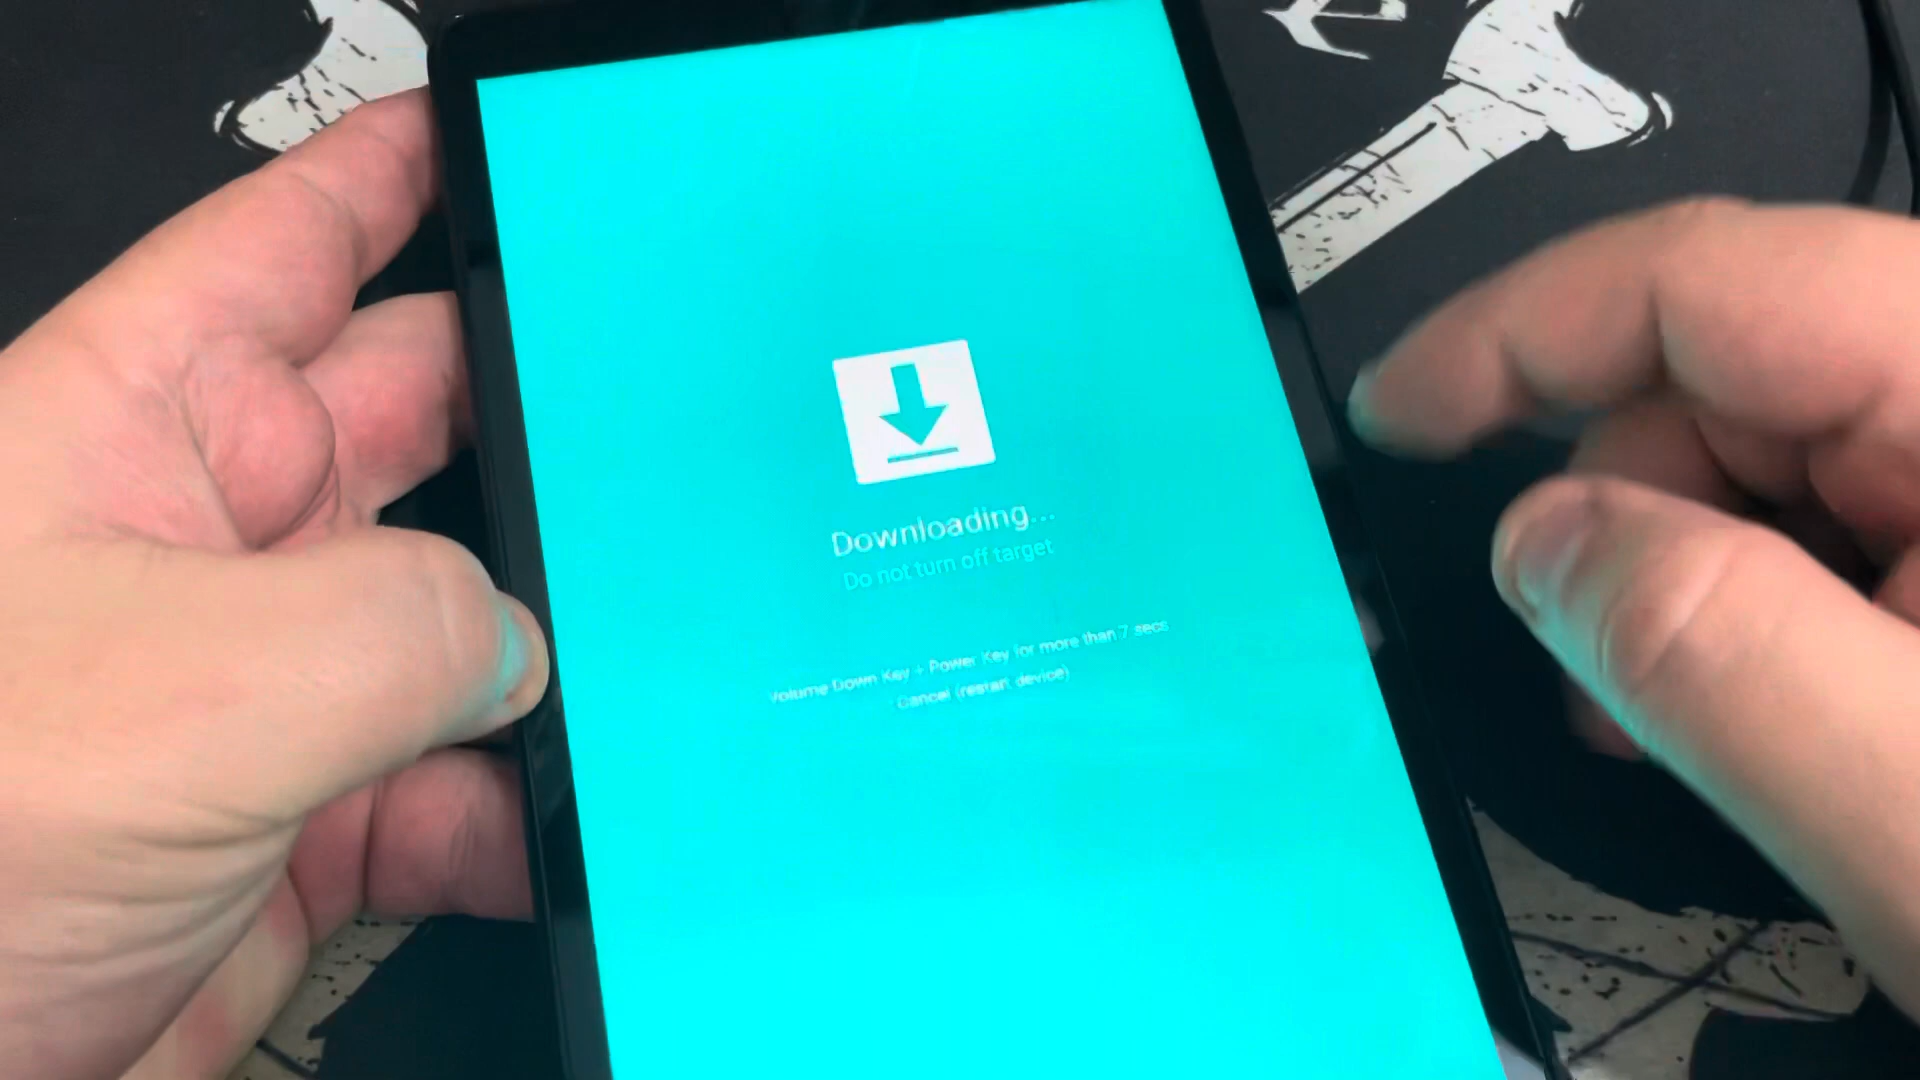 Downloading...
Do not turn off target
Volume Down Key + Power Key for more than 7 secs
: Cancel (restart device)